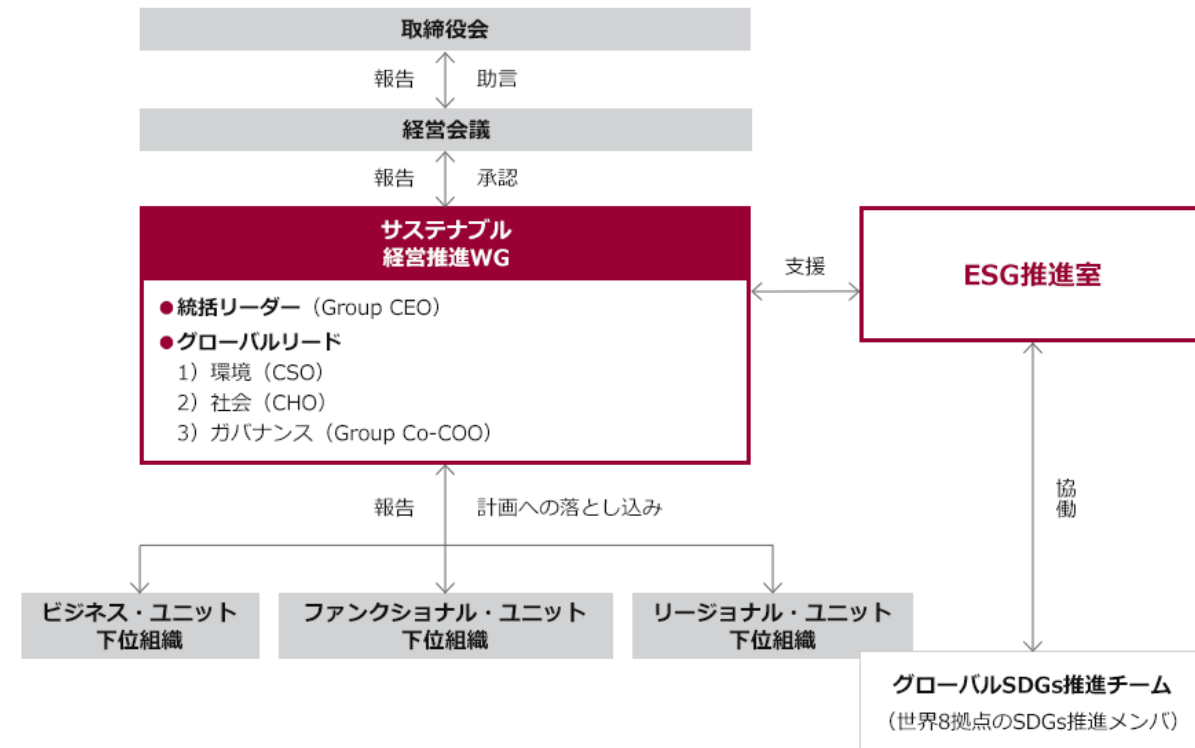 取締役会
報告 助言
経営会議
報告 承認
サステナブル
経営推進WG
●統括リーダー（Group CEO）
●グローバルリード
1）環境（CSO）
2）社会（CHO）
3）ガバナンス（Group Co-COO）
支援
ESG推進室
報告 計画への落とし込み
協働
ビジネス・ユニット
下位組織
ファンクショナル・ユニット
下位組織
リージョナル・ユニット
下位組織
グローバルSDGs推進チーム
（世界8拠点のSDGs推進メンバ）